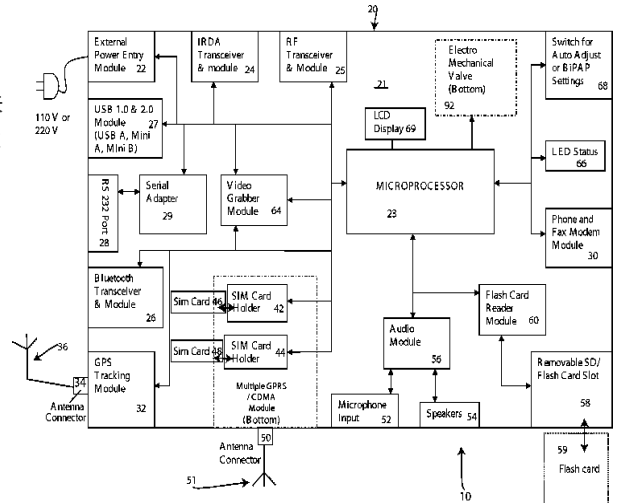 20
External
Power Entry
Module 22
IRDA
Transceiver
& module 24
RF
Transceiver
& Module 25
21
Electro
Mechanical
Valve
(Bottom)
92
Switch for
Auto Adjust
or BiPAP
Settings
68
110 V or
220 V
USB 1.0 & 2.0
Module 27
(USB A, Mini
A, Mini B)
LCD
Display 69
LED Status
66
RS 232 Port
28
Serial
Adapter
29
Video
Grabber
Module 64
MICROPROCESSOR
23
Phone and
Fax Modem
Module
30
Bluetooth
Transceiver
& Module
26
Sim Card 46
SIM Card
Holder
42
Flash Card
Reader
Module
60
Sim Card 48
SIM Card
Holder 44
Audio
Module
56
36
34
Antenna
Connector
GPS
Tracking
Module
32
Multiple GPRS
/ CDMA
Module
(Bottom)
Removable SD/
Flash Card Slot
58
Microphone
Input 52
Speakers 54
Antenna
Connector
50
51
10
59
Flash card